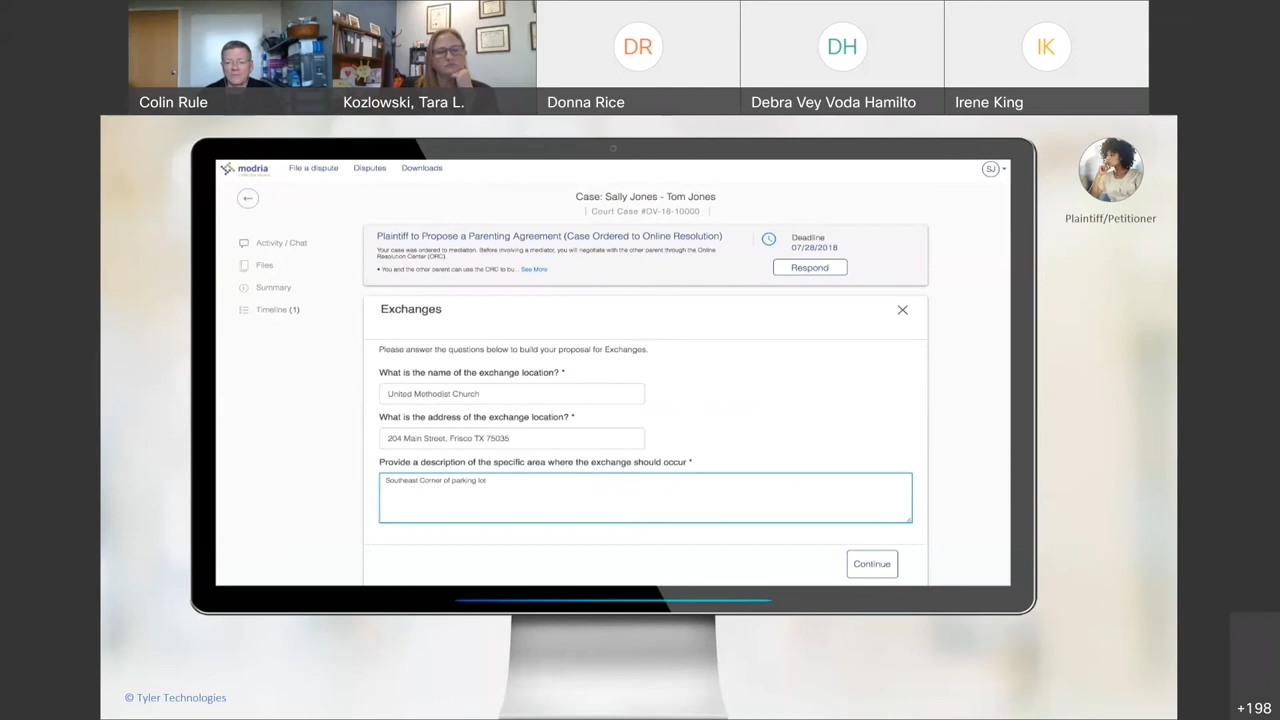 DR
DH
IK
Colin Rule
Kozlowski, Tara L.
Donna Rice
Debra Vey Voda Hamilto
Irene King
modria
File a dispute
Disputes
Downloads
SJ
Case: Sally Jones - Tom Jones
Court Case #DV-18-10000
Plaintiff/Petitioner
Activity / Chat
Files
Summary
Timeline (1)
Plaintiff to Propose a Parenting Agreement (Case Ordered to Online Resolution)
Your case was ordered to mediation. Before involving a mediator, you will negotiate with the other parent through the Online
Resolution Center (ORC).
• You and the other parent can use the ORC to bu... See More
Deadline
07/28/2018
Respond
Exchanges
Please answer the questions below to build your proposal for Exchanges.
What is the name of the exchange location? *
United Methodist Church
What is the address of the exchange location? *
204 Main Street, Frisco TX 75035
Provide a description of the specific area where the exchange should occur *
Southeast Corner of parking lot
Continue
© Tyler Technologies
+198